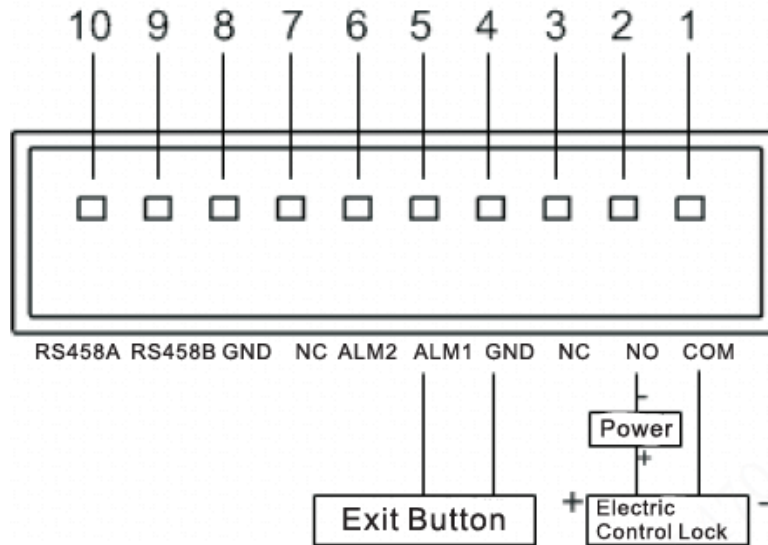 10 9 8 7 6 5 4 3 2 1
RS458A RS458B GND NC ALM2 ALM1 GND NC NO COM
-
Power
+
Exit Button
+ Electric -
Control Lock